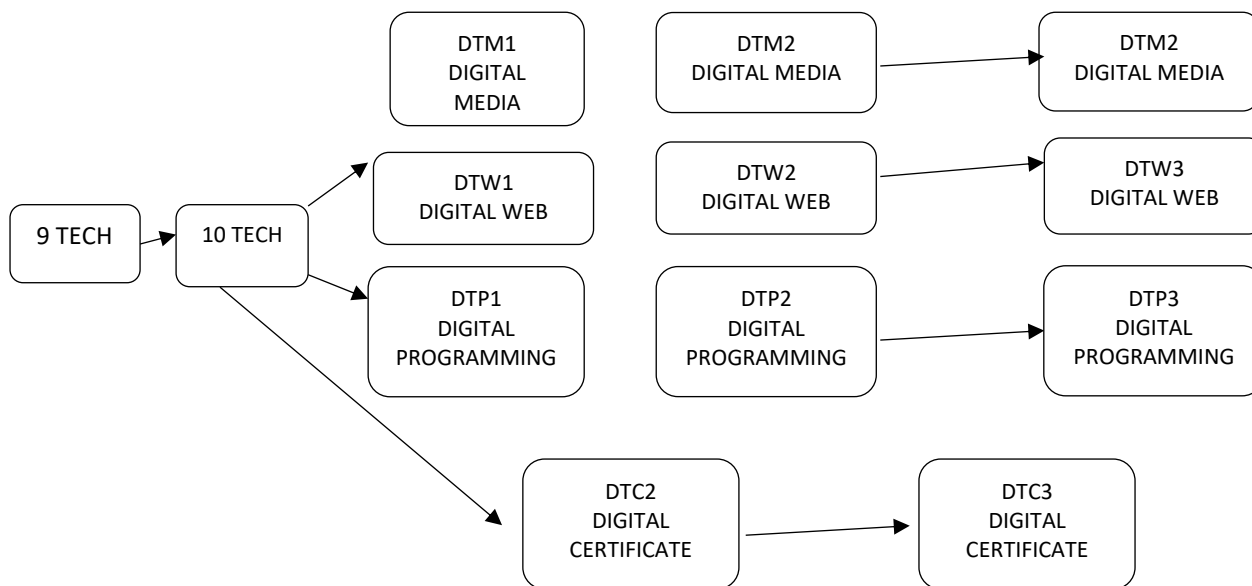 DTM1
DIGITAL
MEDIA
DTM2
DIGITAL MEDIA
DTM2
DIGITAL MEDIA
DTW1
DIGITAL WEB
DTW2
DIGITAL WEB
DTW3
DIGITAL WEB
9 TECH
10 TECH
DTP1
DIGITAL
PROGRAMMING
DTP2
DIGITAL
PROGRAMMING
DTP3
DIGITAL
PROGRAMMING
DTC2
DIGITAL
CERTIFICATE
DTC3
DIGITAL
CERTIFICATE